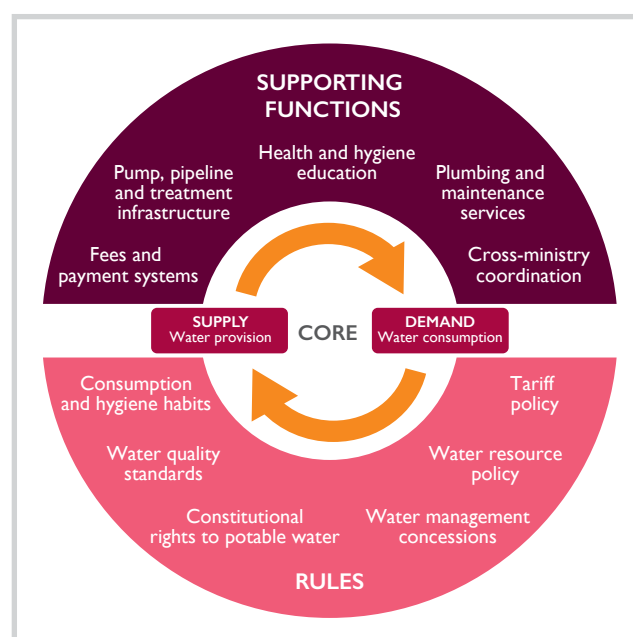 SUPPORTING
FUNCTIONS
Health and hygiene
education
Pump, pipeline
and treatment
infrastructure
Plumbing and
maintenance
services
Fees and
payment systems
Cross-ministry
coordination
SUPPLY
Water provision
CORE
DEMAND
Water consumption
Consumption
and hygiene habits
Tariff
policy
Water quality
standards
Water resource
policy
Constitutional
rights to potable water
Water management
concessions
RULES